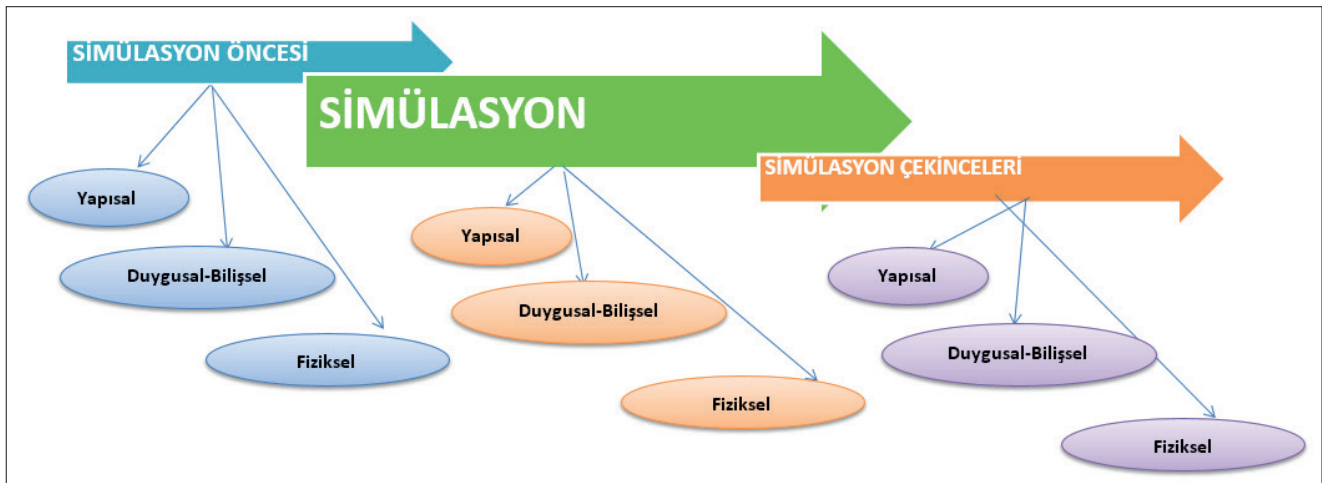 SİMÜLASYON ÖNCESİ
SİMÜLASYON
SİMÜLASYON ÇEKİNCELERİ
Yapısal
Duygusal-Bilişsel
Fiziksel
Yapısal
Duygusal-Bilişsel
Fiziksel
Yapısal
Duygusal-Bilişsel
Fiziksel